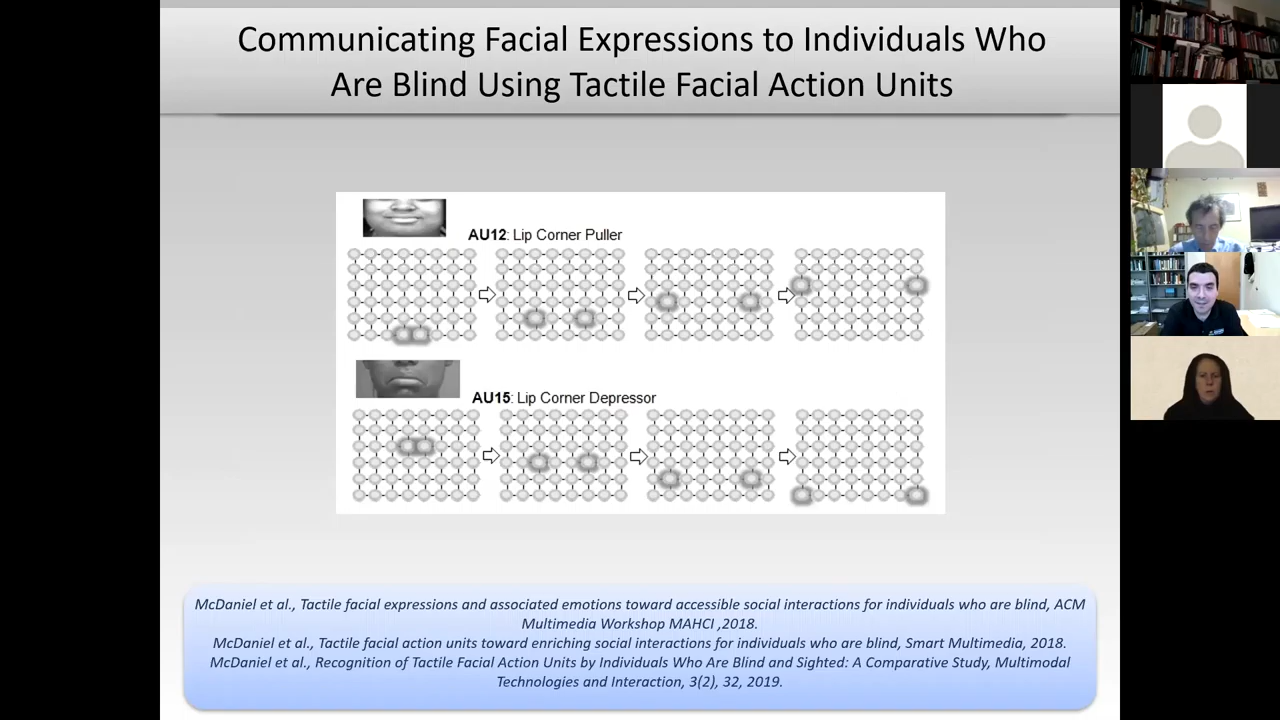 Communicating Facial Expressions to Individuals Who
Are Blind Using Tactile Facial Action Units
AU12: Lip Corner Puller
AU15: Lip Corner Depressor
McDaniel et al., Tactile facial expressions and associated emotions toward accessible social interactions for individuals who are blind, ACM
Multimedia Workshop MAHCI ,2018.
McDaniel et al., Tactile facial action units toward enriching social interactions for individuals who are blind, Smart Multimedia, 2018.
McDaniel et al., Recognition of Tactile Facial Action Units by Individuals Who Are Blind and Sighted: A Comparative Study, Multimodal
Technologies and Interaction, 3(2), 32, 2019.